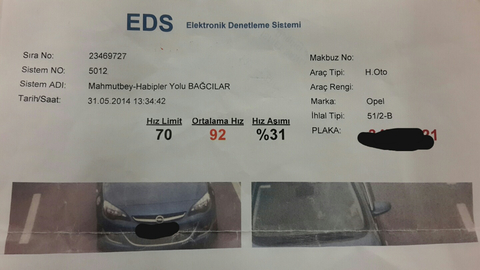 EDS Elektronik Denetleme Sistemi
Sıra No: 23469727
Sistem NO: 5012
Sistem ADI: Mahmutbey-Habipler Yolu BAĞCILAR
Tarih/Saat: 31.05.2014 13:34:42
Makbuz No:
Araç Tipi: H.Oto
Araç Rengi:
Marka: Opel
İhlal Tipi: 51/2-B
PLAKA:
Hız Limit Ortalama Hız Hız Aşımı
70 92 %31